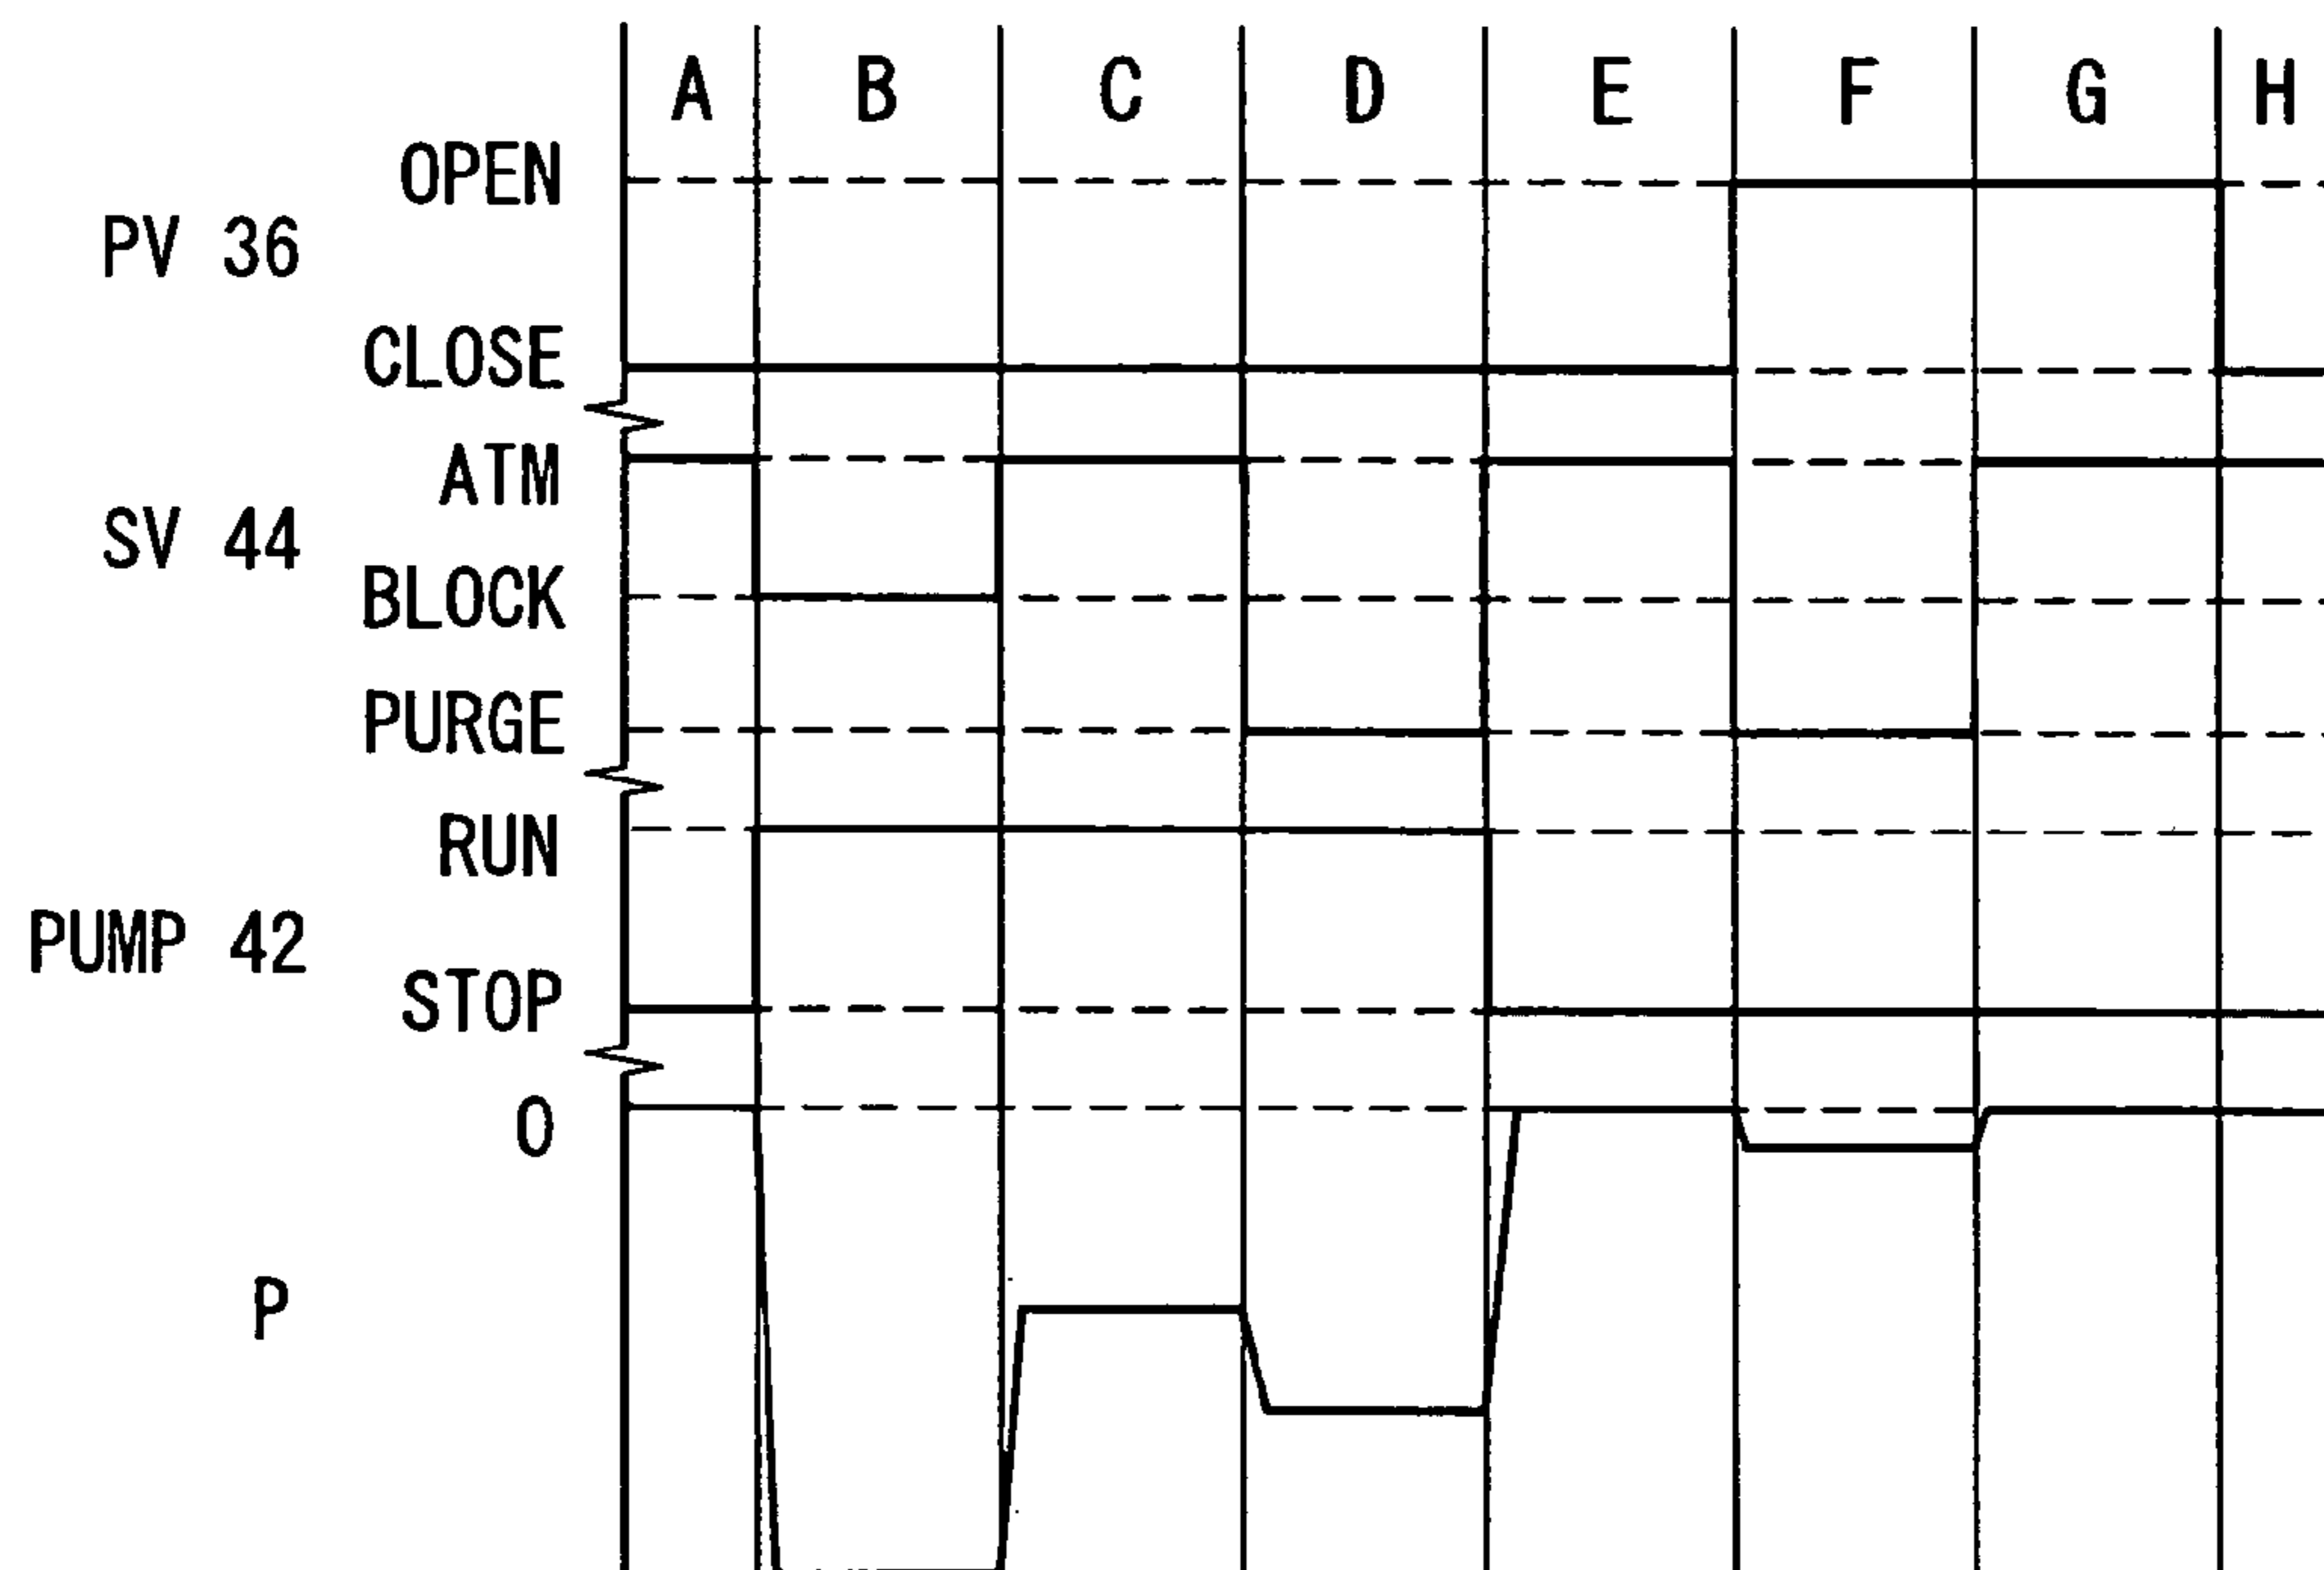 A B C D E F G H
OPEN
PV 36
CLOSE
ATM
SV 44
BLOCK
PURGE
RUN
PUMP 42
STOP
0
P